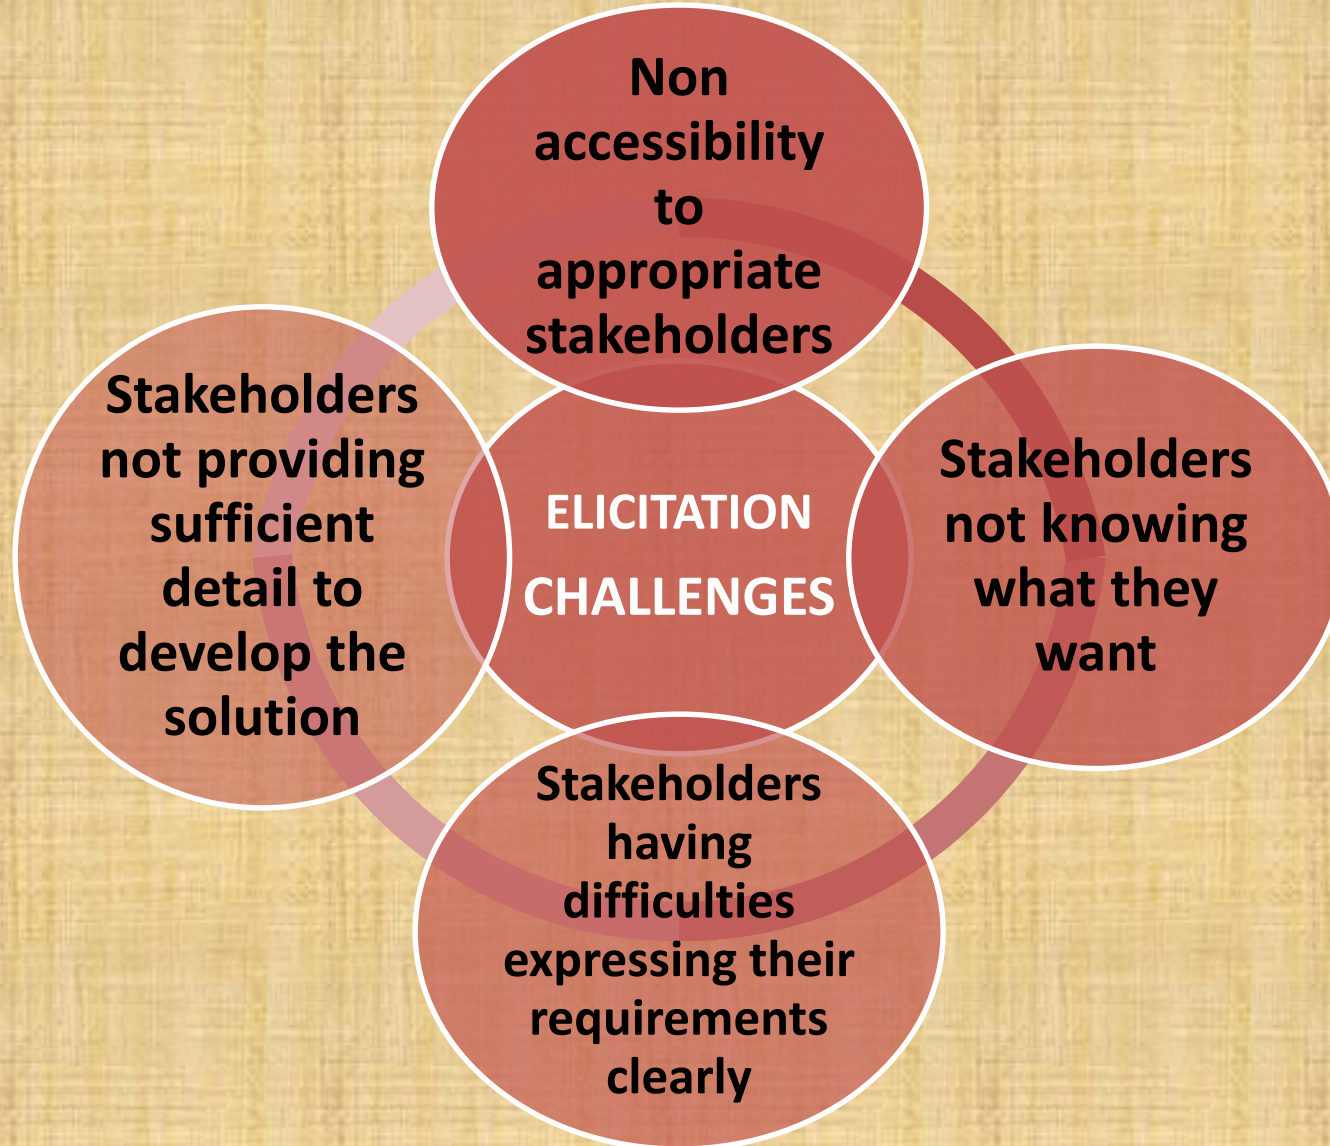 Non
accessibility
to
appropriate
stakeholders
Stakeholders
not providing
sufficient
detail to
develop the
solution
ELICITATION
CHALLENGES
Stakeholders
not knowing
what they
want
Stakeholders
having
difficulties
expressing their
requirements
clearly